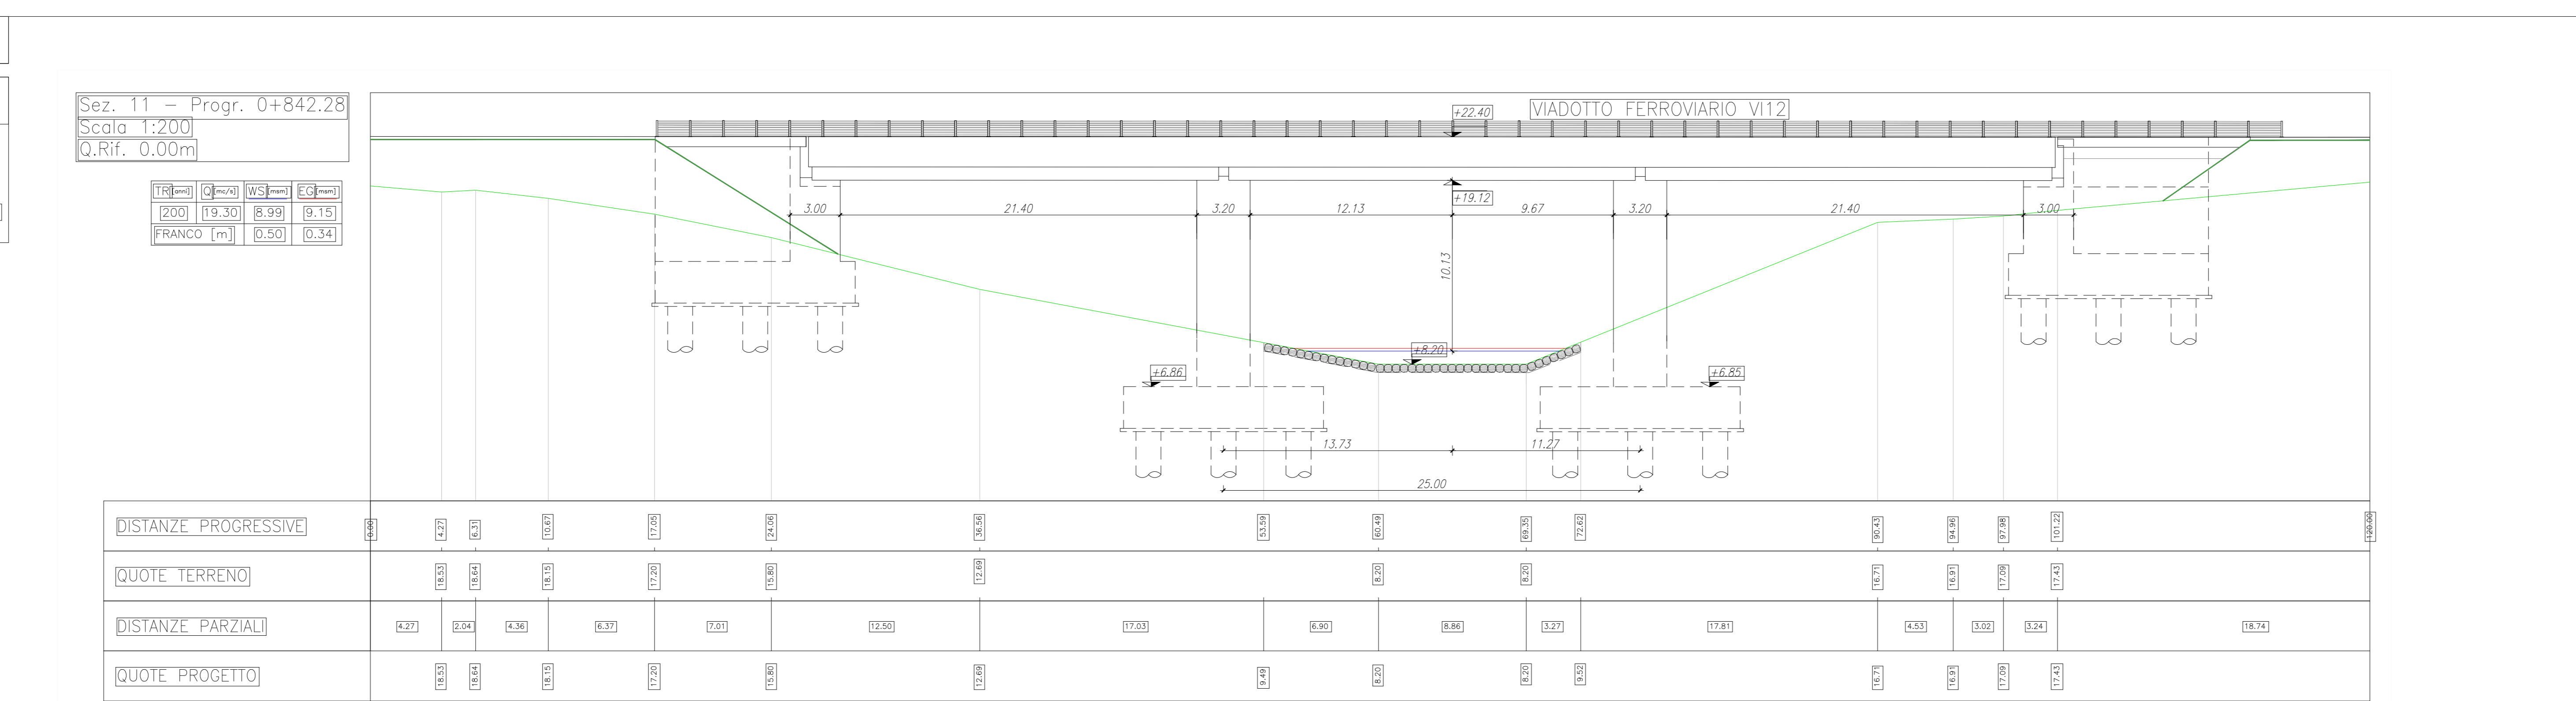 Sez. 11 – Progr. 0+842.28
Scala 1:200
Q.Rif. 0.00m
VIADOTTO FERROVIARIO VI12
+22.40
TR[anni] Q[mc/s] WS[msm] EG[msm]
200 19.30 8.99 9.15
FRANCO [m] 0.50 0.34
+19.12
3.00 21.40 3.20 12.13 9.67 3.20 21.40 3.00
10.13
+8.20
+6.86 +6.85
13.73 11.27
25.00
DISTANZE PROGRESSIVE 0.00 4.27 6.31 10.67 17.05 24.06 36.56 53.59 60.49 69.35 72.62 90.43 94.96 97.98 101.22 120.00
QUOTE TERRENO 18.53 18.64 18.15 17.20 15.80 12.69 8.20 8.20 16.71 16.91 17.09 17.43
DISTANZE PARZIALI 4.27 2.04 4.36 6.37 7.01 12.50 17.03 6.90 8.86 3.27 17.81 4.53 3.02 3.24 18.74
QUOTE PROGETTO 18.53 18.64 18.15 17.20 15.80 12.69 9.49 8.20 8.20 9.52 16.71 16.91 17.09 17.43